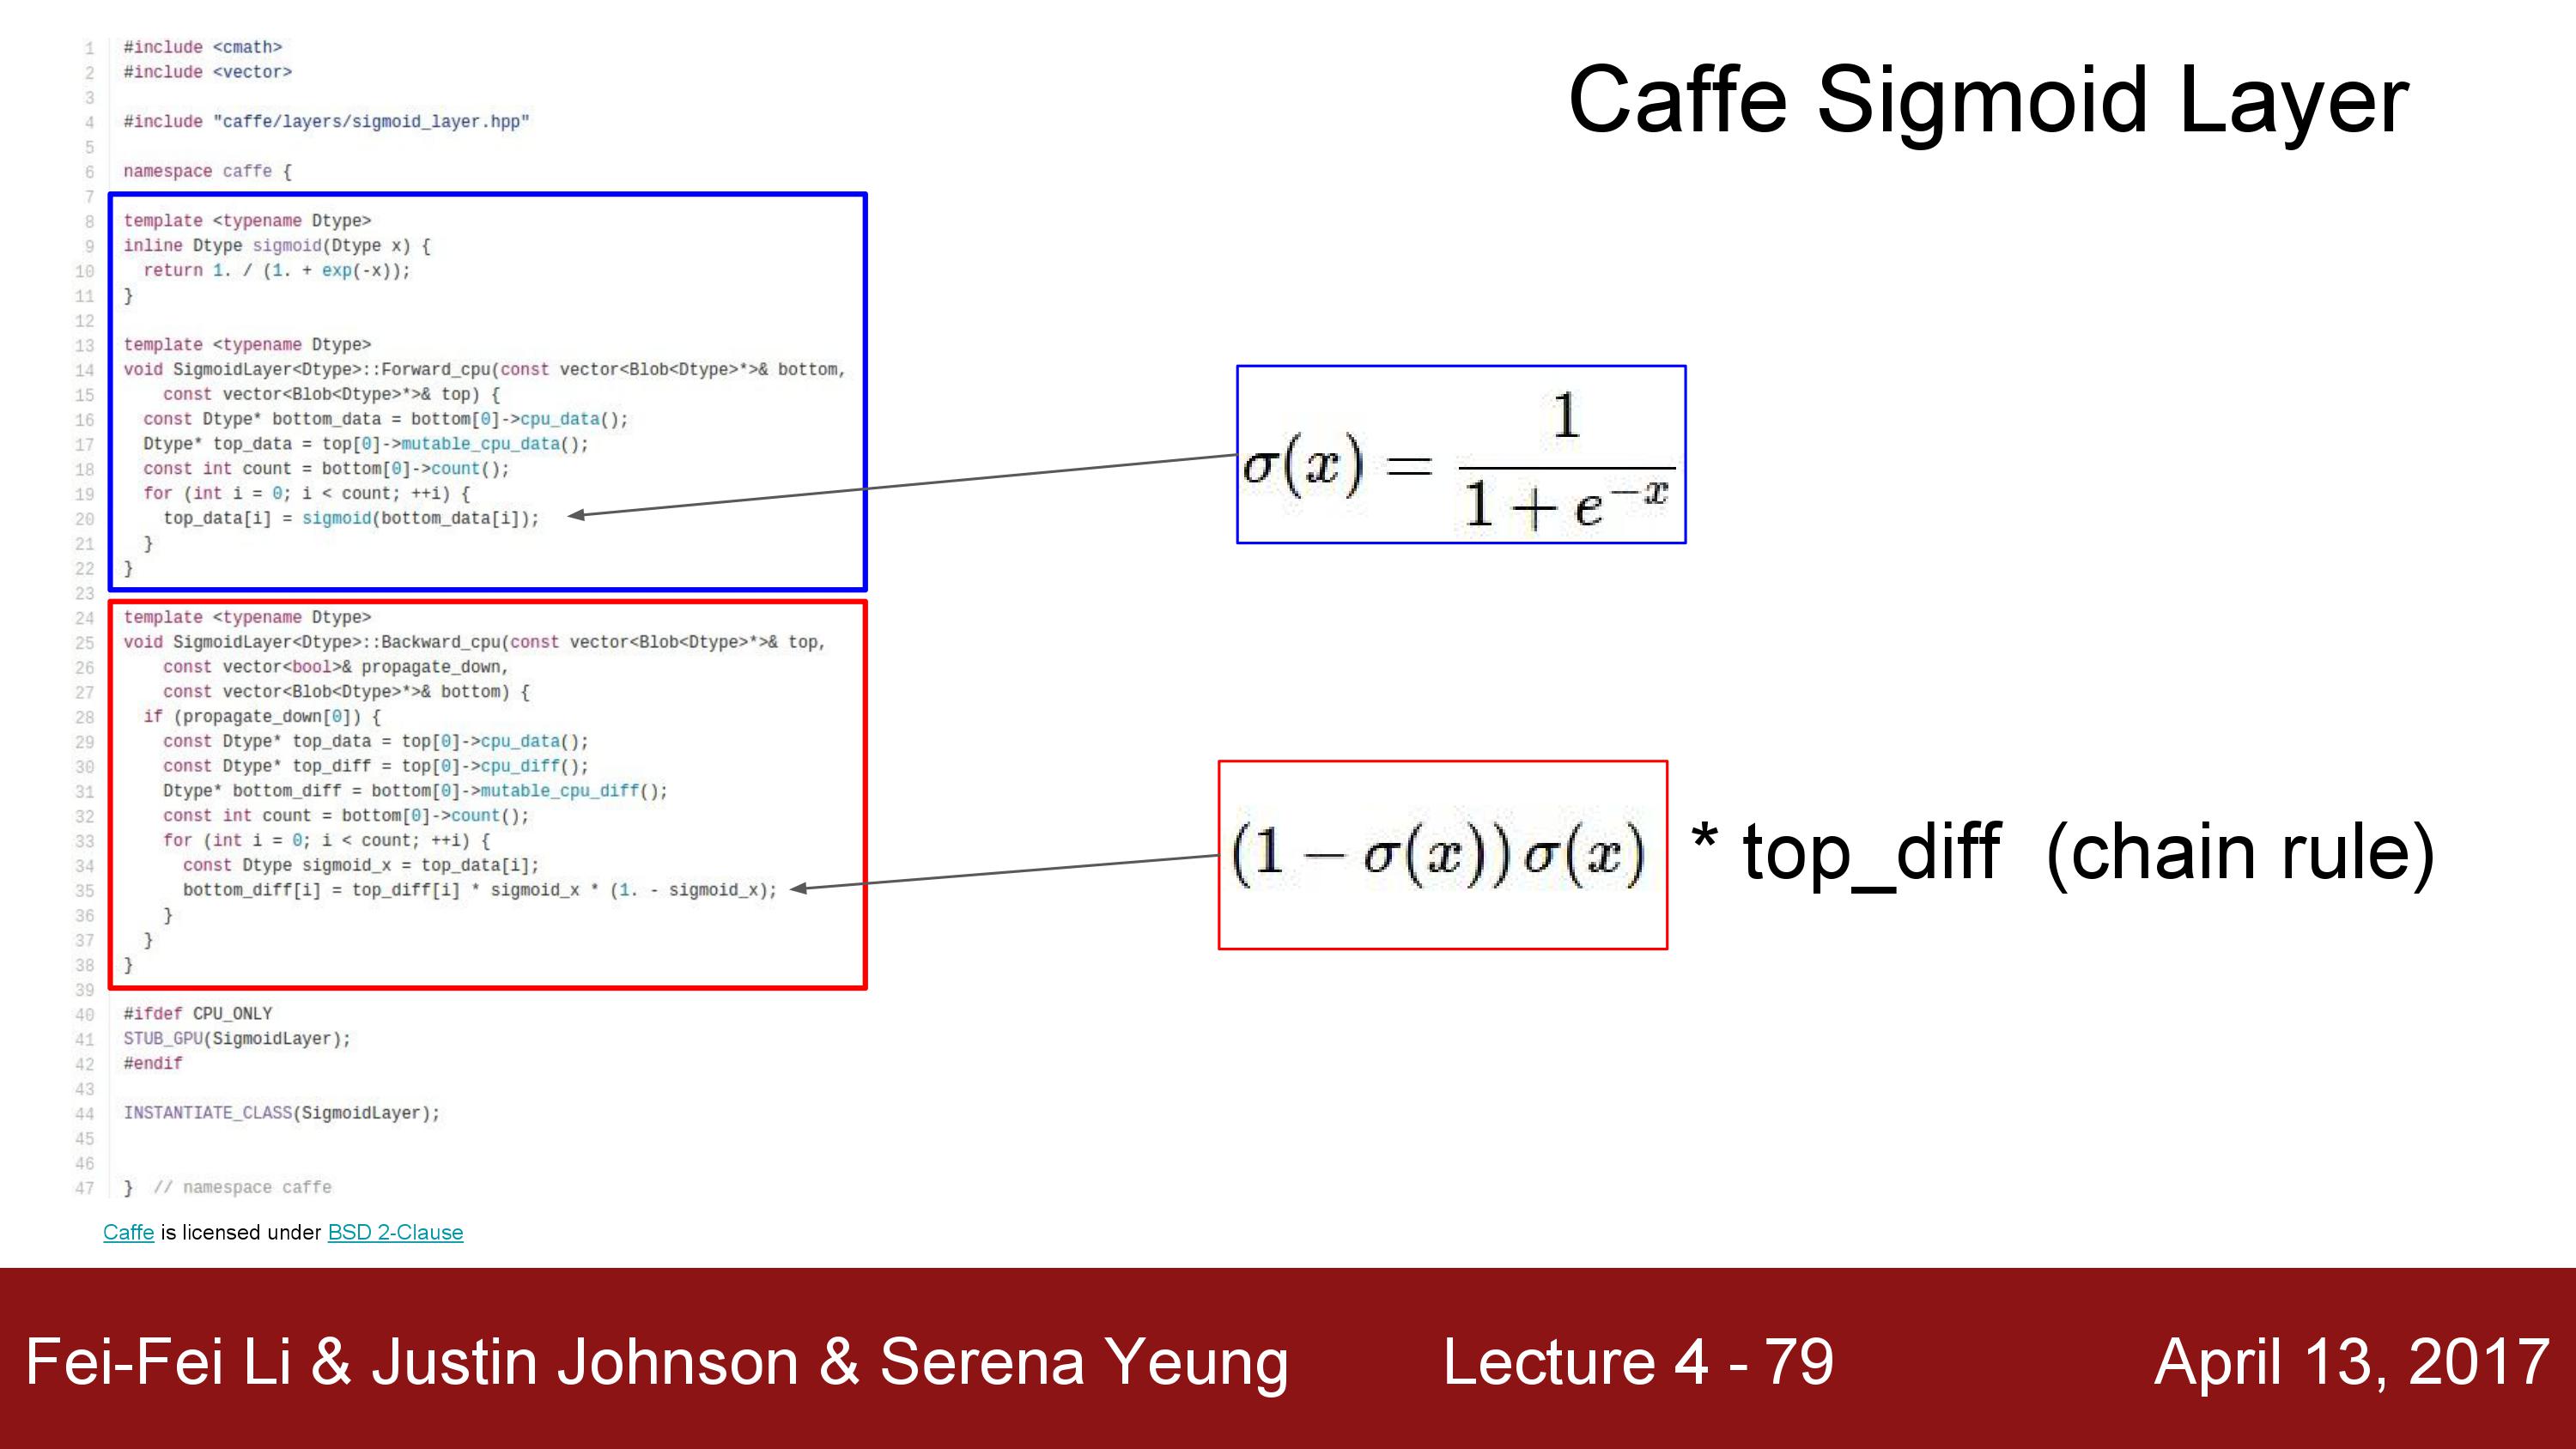 Caffe Sigmoid Layer
1 #include <cmath>
2 #include <vector>
3
4 #include "caffe/layers/sigmoid_layer.hpp"
5
6 namespace caffe {
7
8 template <typename Dtype>
9 inline Dtype sigmoid(Dtype x) {
10   return 1. / (1. + exp(-x));
11 }
12
13 template <typename Dtype>
14 void SigmoidLayer<Dtype>::Forward_cpu(const vector<Blob<Dtype>*>& bottom,
15     const vector<Blob<Dtype>*>& top) {
16   const Dtype* bottom_data = bottom[0]->cpu_data();
17   Dtype* top_data = top[0]->mutable_cpu_data();
18   const int count = bottom[0]->count();
19   for (int i = 0; i < count; ++i) {
20     top_data[i] = sigmoid(bottom_data[i]);
21   }
22 }
23
24 template <typename Dtype>
25 void SigmoidLayer<Dtype>::Backward_cpu(const vector<Blob<Dtype>*>& top,
26     const vector<bool>& propagate_down,
27     const vector<Blob<Dtype>*>& bottom) {
28   if (propagate_down[0]) {
29     const Dtype* top_data = top[0]->cpu_data();
30     const Dtype* top_diff = top[0]->cpu_diff();
31     Dtype* bottom_diff = bottom[0]->mutable_cpu_diff();
32     const int count = bottom[0]->count();
33     for (int i = 0; i < count; ++i) {
34       const Dtype sigmoid_x = top_data[i];
35       bottom_diff[i] = top_diff[i] * sigmoid_x * (1. - sigmoid_x);
36     }
37   }
38 }
39
40 #ifdef CPU_ONLY
41 STUB_GPU(SigmoidLayer);
42 #endif
43
44 INSTANTIATE_CLASS(SigmoidLayer);
45
46
47 }  // namespace caffe
σ(x) = 1 / (1 + e^{-x})
(1 − σ(x)) σ(x) * top_diff (chain rule)
Caffe is licensed under BSD 2-Clause
Fei-Fei Li & Justin Johnson & Serena Yeung Lecture 4 - 79 April 13, 2017